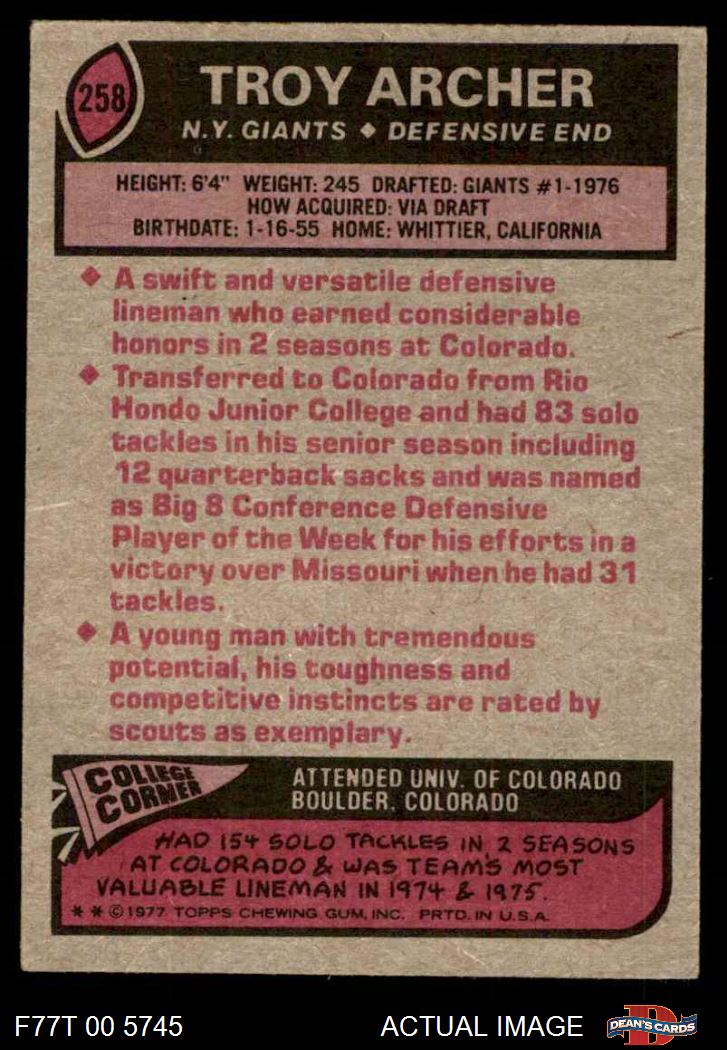 258
TROY ARCHER
N.Y. GIANTS ◆ DEFENSIVE END
HEIGHT: 6'4" WEIGHT: 245 DRAFTED: GIANTS #1-1976
HOW ACQUIRED: VIA DRAFT
BIRTHDATE: 1-16-55 HOME: WHITTIER, CALIFORNIA
◆ A swift and versatile defensive
lineman who earned considerable
honors in 2 seasons at Colorado.
◆ Transferred to Colorado from Rio
Hondo Junior College and had 83 solo
tackles in his senior season including
12 quarterback sacks and was named
as Big 8 Conference Defensive
Player of the Week for his efforts in a
victory over Missouri when he had 31
tackles.
◆ A young man with tremendous
potential, his toughness and
competitive instincts are rated by
scouts as exemplary.
COLLEGE
CORNER
ATTENDED UNIV. OF COLORADO
BOULDER, COLORADO
HAD 154 SOLO TACKLES IN 2 SEASONS
AT COLORADO & WAS TEAM'S MOST
VALUABLE LINEMAN IN 1974 & 1975.
* * © 1977 TOPPS CHEWING GUM, INC. PRTD. IN U.S.A.
F77T 00 5745
ACTUAL IMAGE
D
DEAN'S CARDS